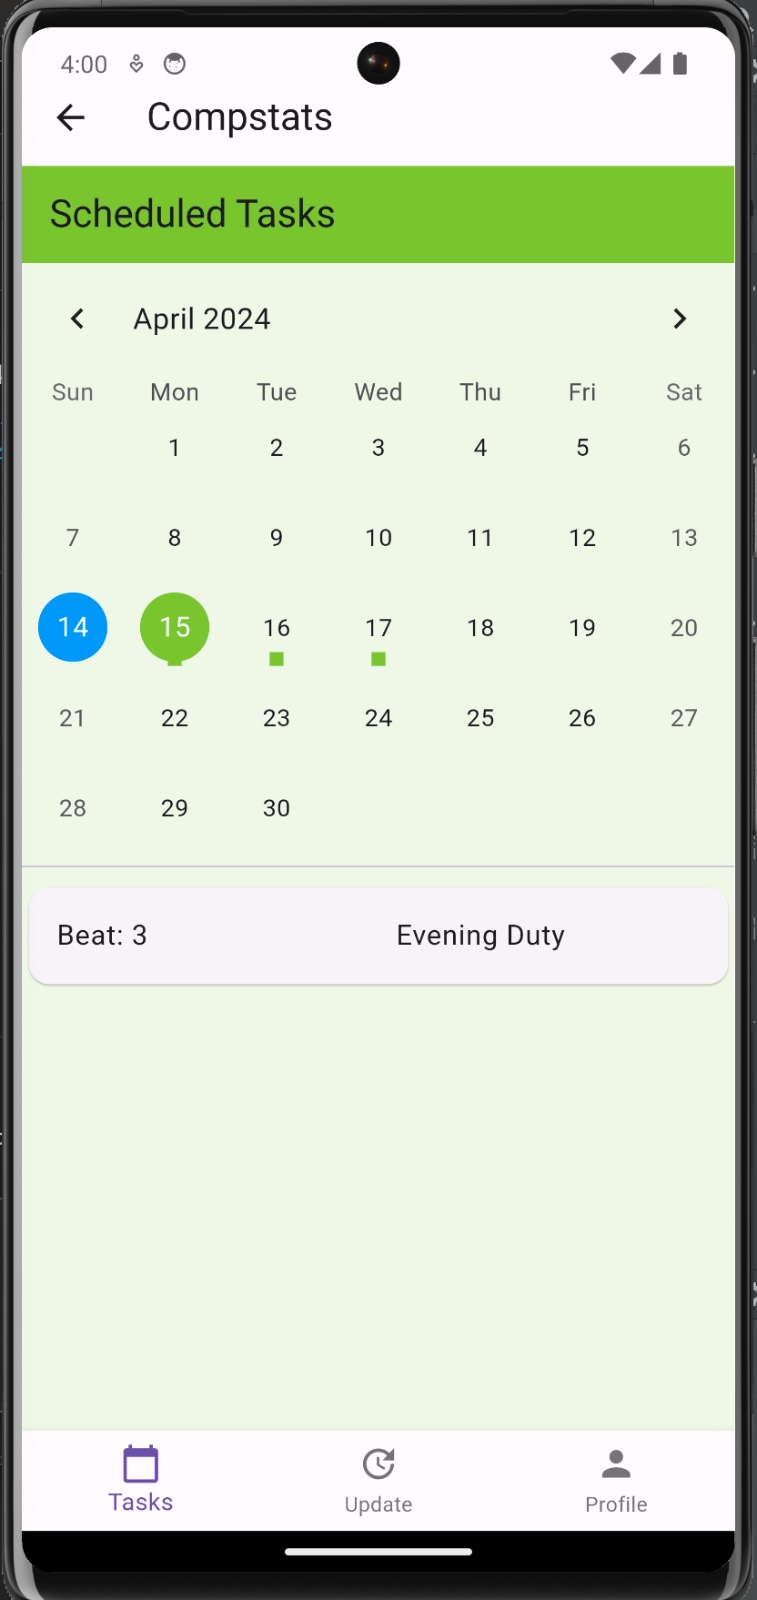 4:00
Compstats
Scheduled Tasks
April 2024
Sun Mon Tue Wed Thu Fri Sat
1 2 3 4 5 6
7 8 9 10 11 12 13
14 15 16 17 18 19 20
21 22 23 24 25 26 27
28 29 30
Beat: 3 Evening Duty
Tasks Update Profile